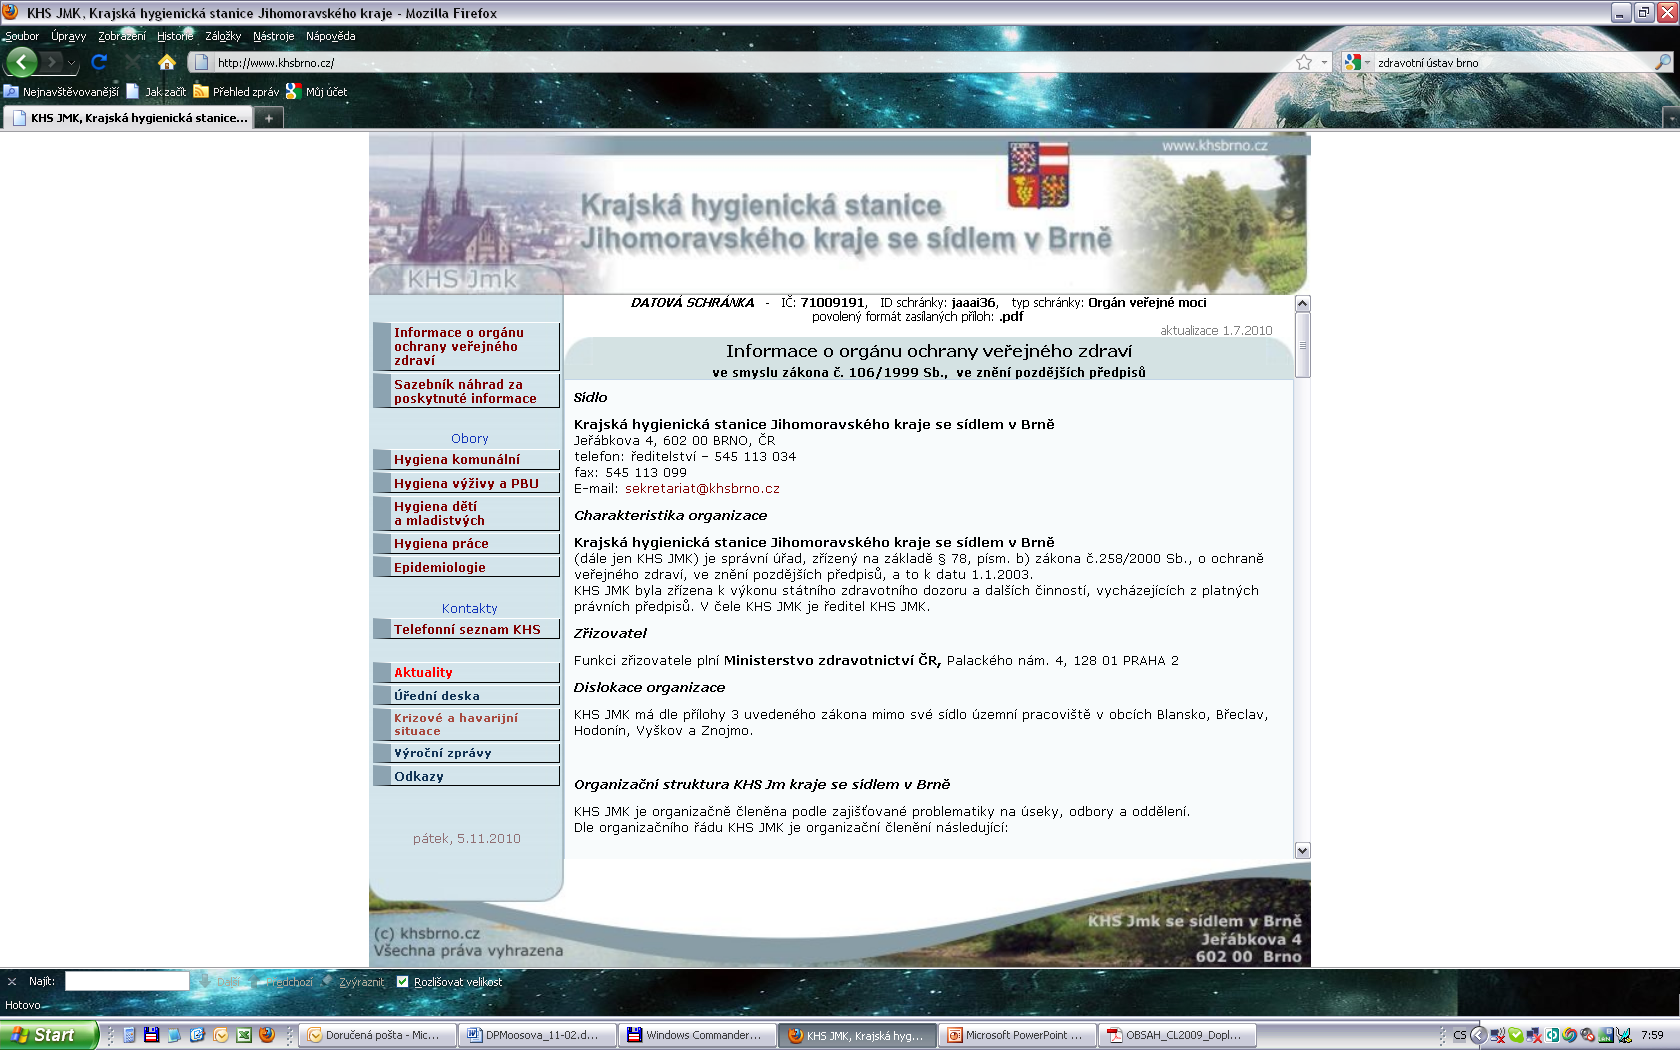 KHS JMK, Krajská hygienická stanice Jihomoravského kraje - Mozilla Firefox
Soubor Úpravy Zobrazení Historie Záložky Nástroje Nápověda
http://www.khsbrno.cz/
zdravotní ústav brno
Nejnavštěvovanější Jak začít Přehled zpráv Můj účet
KHS JMK, Krajská hygienická stanice...
www.khsbrno.cz
Krajská hygienická stanice
Jihomoravského kraje se sídlem v Brně
KHS Jmk
Informace o orgánu
ochrany veřejného
zdraví
Sazebník náhrad za
poskytnuté informace
Obory
Hygiena komunální
Hygiena výživy a PBU
Hygiena dětí
a mladistvých
Hygiena práce
Epidemiologie
Kontakty
Telefonní seznam KHS
Aktuality
Úřední deska
Krizové a havarijní
situace
Výroční zprávy
Odkazy
pátek, 5.11.2010
DATOVÁ SCHRÁNKA - IČ: 71009191, ID schránky: jaaai36, typ schránky: Orgán veřejné moci
povolený formát zasílaných příloh: .pdf
aktualizace 1.7.2010
Informace o orgánu ochrany veřejného zdraví
ve smyslu zákona č. 106/1999 Sb., ve znění pozdějších předpisů
Sídlo
Krajská hygienická stanice Jihomoravského kraje se sídlem v Brně
Jeřábkova 4, 602 00 BRNO, ČR
telefon: ředitelství – 545 113 034
fax: 545 113 099
E-mail: sekretariat@khsbrno.cz
Charakteristika organizace
Krajská hygienická stanice Jihomoravského kraje se sídlem v Brně
(dále jen KHS JMK) je správní úřad, zřízený na základě § 78, písm. b) zákona č.258/2000 Sb., o ochraně
veřejného zdraví, ve znění pozdějších předpisů, a to k datu 1.1.2003.
KHS JMK byla zřízena k výkonu státního zdravotního dozoru a dalších činností, vycházejících z platných
právních předpisů. V čele KHS JMK je ředitel KHS JMK.
Zřizovatel
Funkci zřizovatele plní Ministerstvo zdravotnictví ČR, Palackého nám. 4, 128 01 PRAHA 2
Dislokace organizace
KHS JMK má dle přílohy 3 uvedeného zákona mimo své sídlo územní pracoviště v obcích Blansko, Břeclav,
Hodonín, Vyškov a Znojmo.
Organizační struktura KHS Jm kraje se sídlem v Brně
KHS JMK je organizačně členěna podle zajišťované problematiky na úseky, odbory a oddělení.
Dle organizačního řádu KHS JMK je organizační členění následující:
(c) khsbrno.cz
Všechna práva vyhrazena
KHS Jmk se sídlem v Brně
Jeřábkova 4
602 00 Brno
Najít: Další Předchozí Zvýraznit Rozlišovat velikost
Hotovo
Start
Doručená pošta - Mic...
DPMoosova_11-02.d...
Windows Commander...
KHS JMK, Krajská hyg...
Microsoft PowerPoint ...
OBSAH_CL2009_Dopl...
CS
7:59